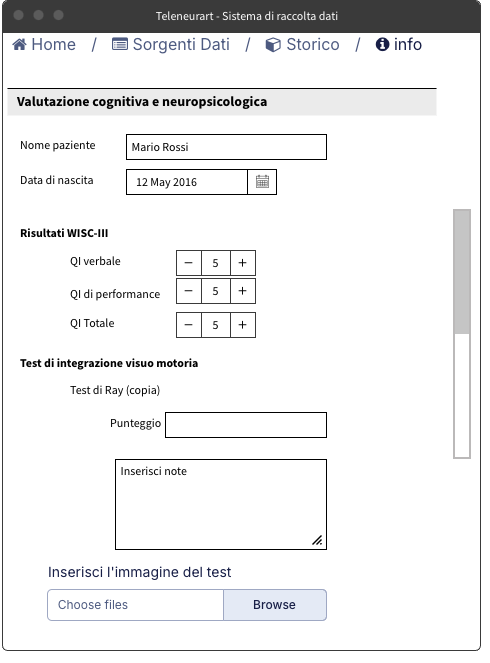 Teleneurart - Sistema di raccolta dati
Home / Sorgenti Dati / Storico / info
Valutazione cognitiva e neuropsicologica
Nome paziente Mario Rossi
Data di nascita 12 May 2016
Risultati WISC-III
QI verbale − 5 +
QI di performance − 5 +
QI Totale − 5 +
Test di integrazione visuo motoria
Test di Ray (copia)
Punteggio
Inserisci note
Inserisci l'immagine del test
Choose files Browse